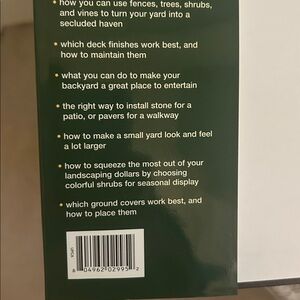 • how you can use fences, trees, shrubs,
and vines to turn your yard into a
secluded haven
• which deck finishes work best, and
how to maintain them
• what you can do to make your
backyard a great place to entertain
• the right way to install stone for a
patio, or pavers for a walkway
• how to make a small yard look and feel
a lot larger
• how to squeeze the most out of your
landscaping dollars by choosing
colorful shrubs for seasonal display
• which ground covers work best, and
how to place them
8 04962 02995 2